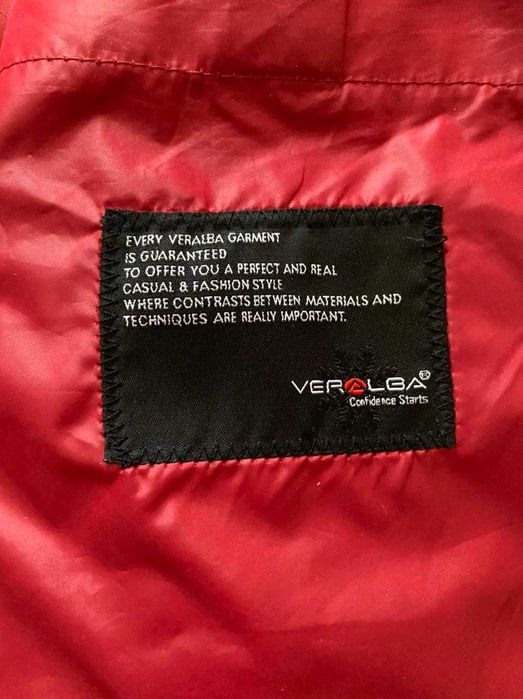 EVERY VERALBA GARMENT
IS GUARANTEED
TO OFFER YOU A PERFECT AND REAL
CASUAL & FASHION STYLE
WHERE CONTRASTS BETWEEN MATERIALS AND
TECHNIQUES ARE REALLY IMPORTANT.
VERALBA®
Confidence Starts